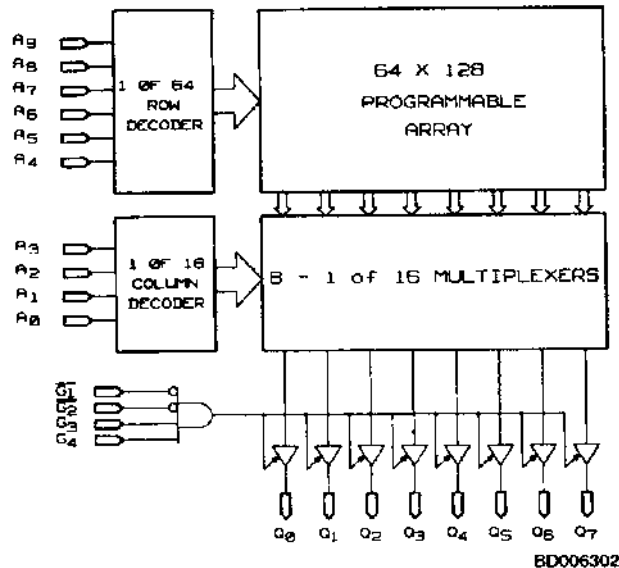 A9
A8
A7
A6
A5
A4
1 OF 64
ROW
DECODER
64 X 128
PROGRAMMABLE
ARRAY
A3
A2
A1
A0
1 OF 16
COLUMN
DECODER
8 - 1 of 16 MULTIPLEXERS
G̅1
G̅2
G3
G4
Q0 Q1 Q2 Q3 Q4 Q5 Q6 Q7
BD006302